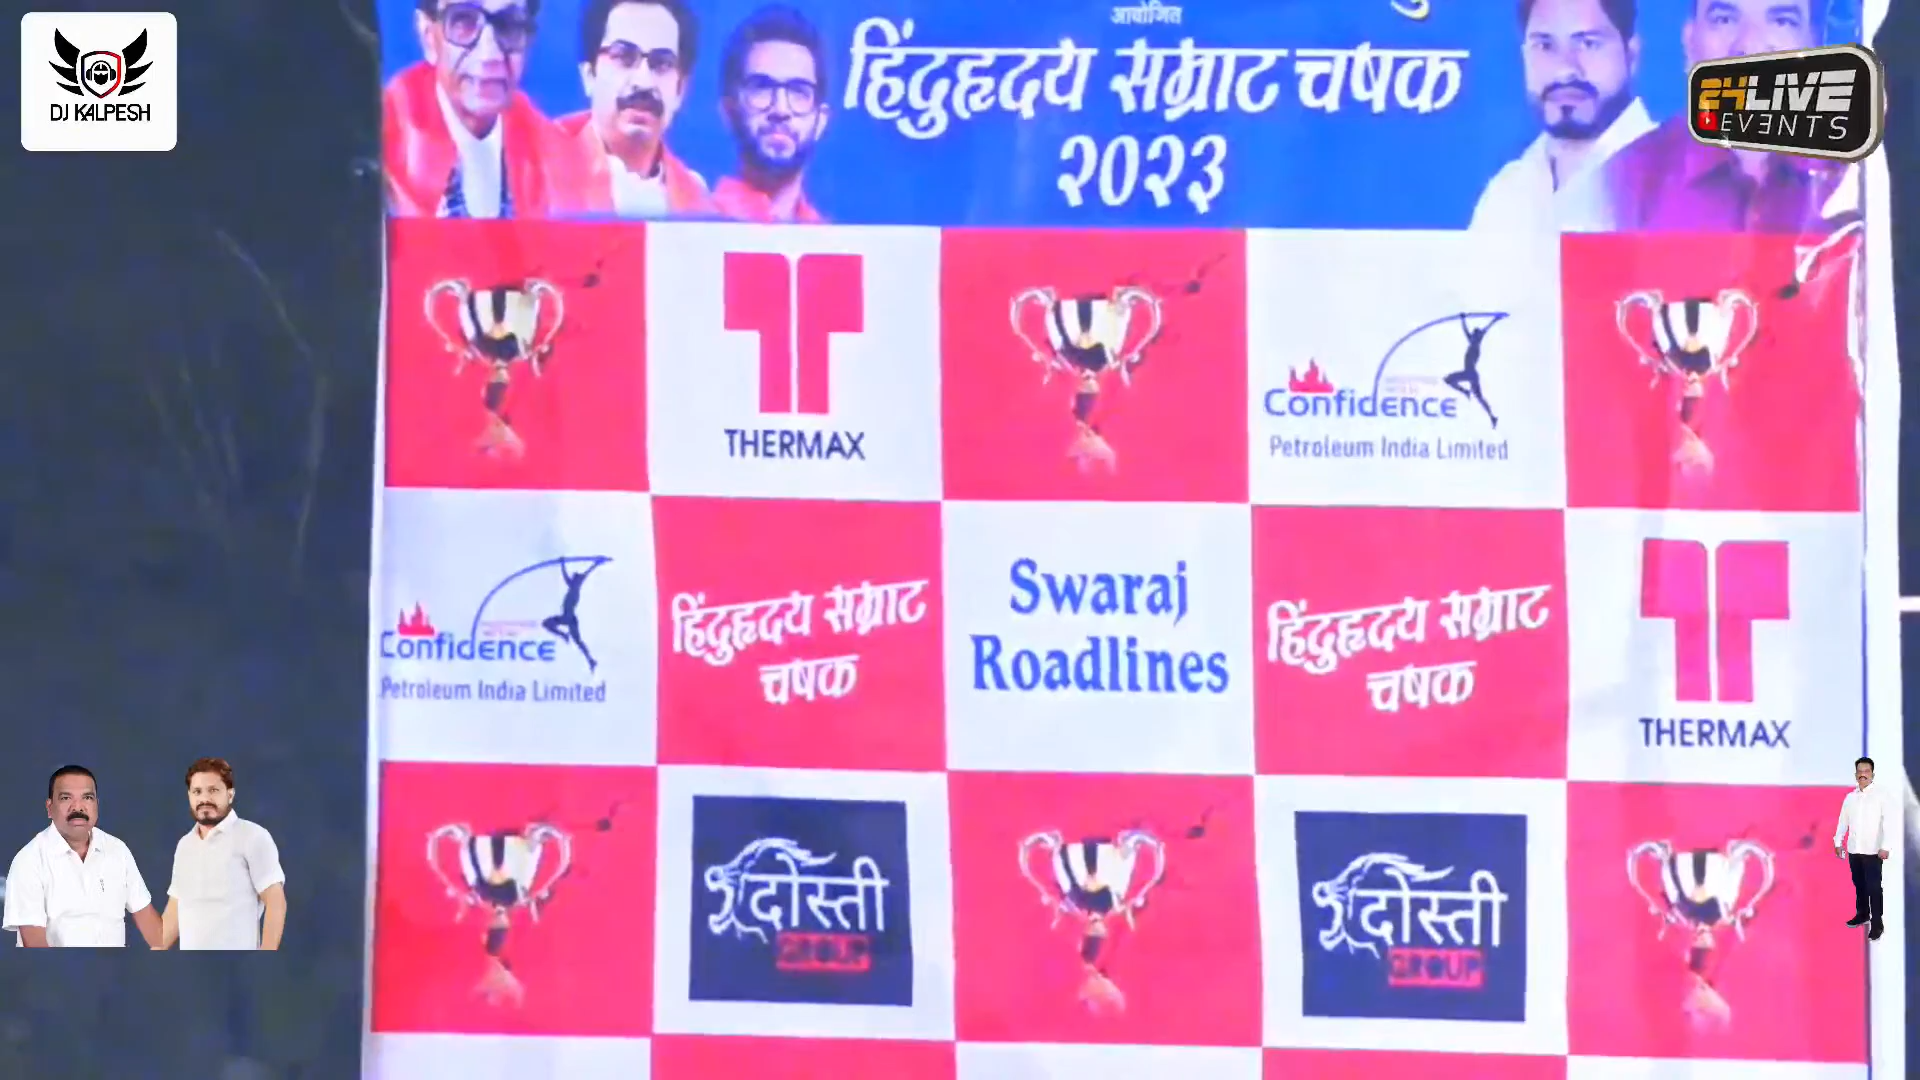 आयोजित
हिंदुहृदय सम्राट चषक
२०२३
DJ KALPESH
24LIVE
EVENTS
THERMAX
Confidence
Petroleum India Limited
Confidence
Petroleum India Limited
हिंदुहृदय सम्राट
चषक
Swaraj
Roadlines
हिंदुहृदय सम्राट
चषक
THERMAX
दोस्ती
GROUP
दोस्ती
GROUP